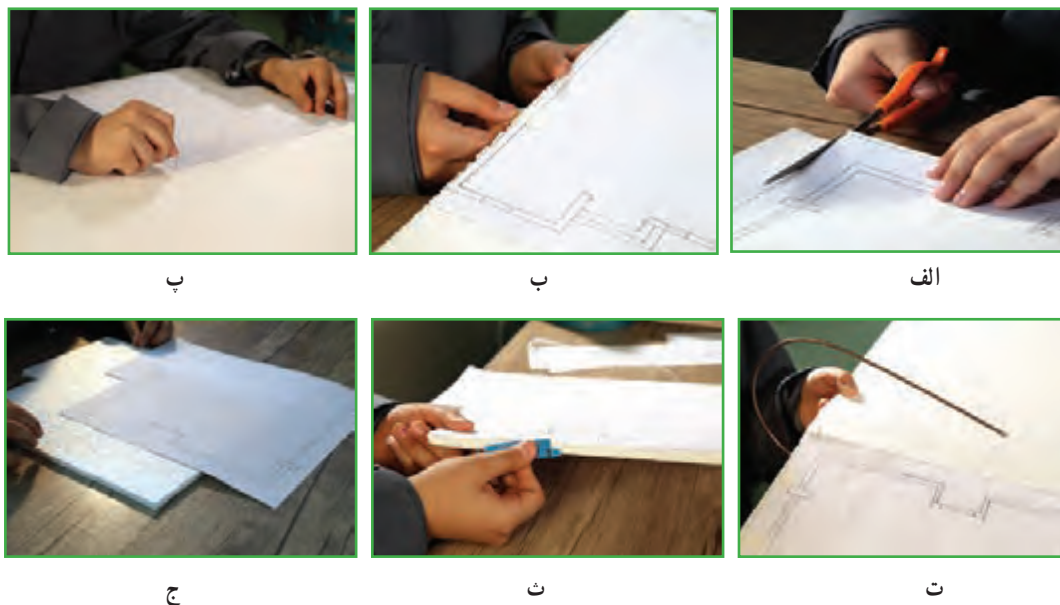 الف ب پ
ت ث ج